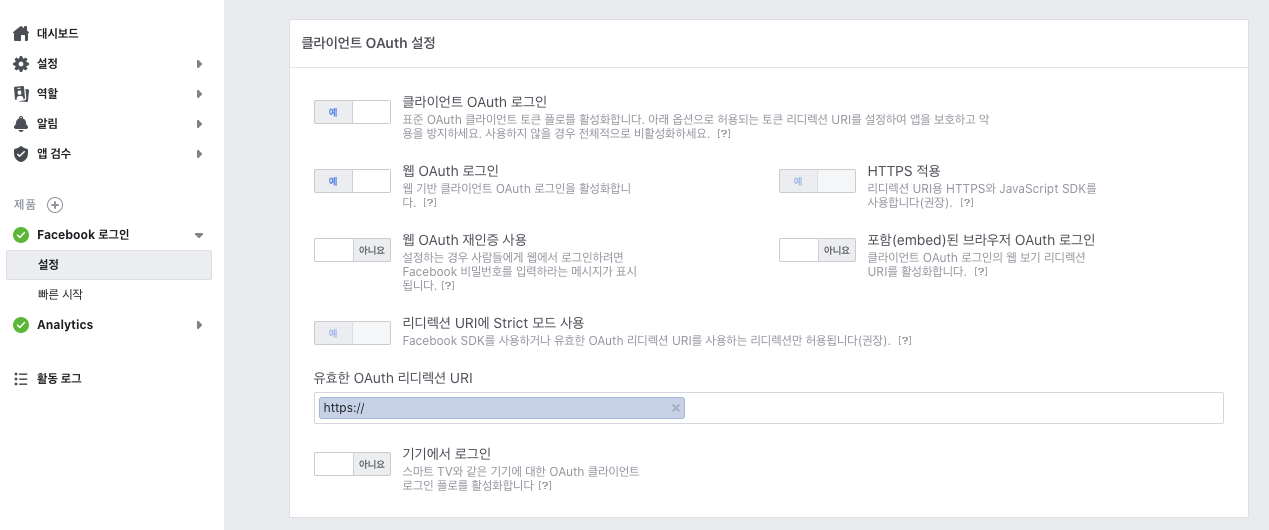 대시보드
설정
역할
알림
앱 검수
제품
Facebook 로그인
설정
빠른 시작
Analytics
활동 로그
클라이언트 OAuth 설정
예
클라이언트 OAuth 로그인
표준 OAuth 클라이언트 토큰 플로를 활성화합니다. 아래 옵션으로 허용되는 토큰 리디렉션 URI를 설정하여 앱을 보호하고 악
용을 방지하세요. 사용하지 않을 경우 전체적으로 비활성화하세요. [?]
예
웹 OAuth 로그인
웹 기반 클라이언트 OAuth 로그인을 활성화합니
다. [?]
예
HTTPS 적용
리디렉션 URI용 HTTPS와 JavaScript SDK를
사용합니다(권장). [?]
아니요
웹 OAuth 재인증 사용
설정하는 경우 사람들에게 웹에서 로그인하려면
Facebook 비밀번호를 입력하라는 메시지가 표시
됩니다. [?]
아니요
포함(embed)된 브라우저 OAuth 로그인
클라이언트 OAuth 로그인의 웹 보기 리디렉션
URI를 활성화합니다. [?]
예
리디렉션 URI에 Strict 모드 사용
Facebook SDK를 사용하거나 유효한 OAuth 리디렉션 URI를 사용하는 리디렉션만 허용됩니다(권장). [?]
유효한 OAuth 리디렉션 URI
https://
아니요
기기에서 로그인
스마트 TV와 같은 기기에 대한 OAuth 클라이언트
로그인 플로를 활성화합니다 [?]